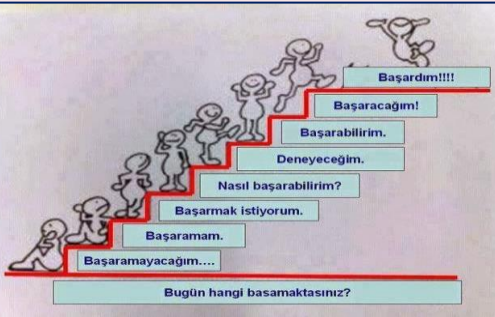 Başardım!!!!
Başaracağım!
Başarabilirim.
Deneyeceğim.
Nasıl başarabilirim?
Başarmak istiyorum.
Başaramam.
Başaramayacağım....
Bugün hangi basamaktasınız?